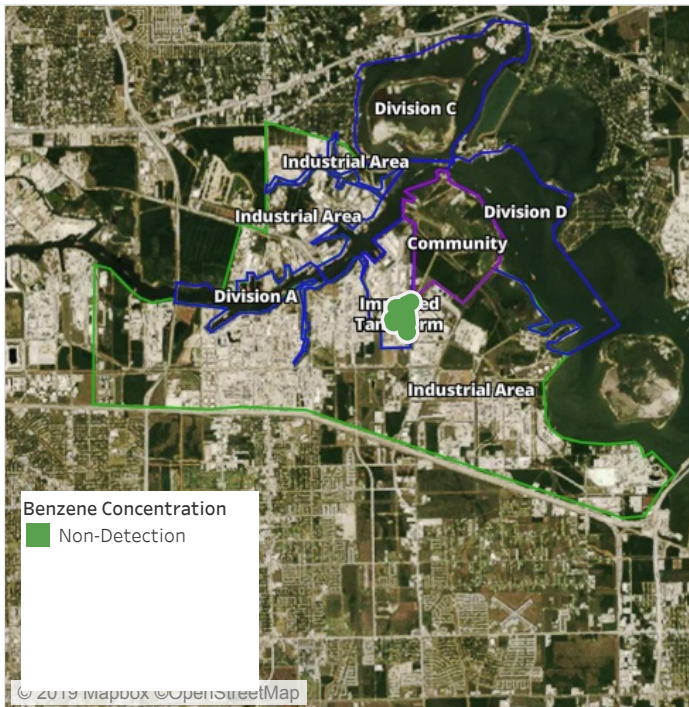 Division C
Industrial Area
Industrial Area
Division D
Community
Division A
Industrial Area
Benzene Concentration
Non-Detection
© 2019 Mapbox ©OpenStreetMap